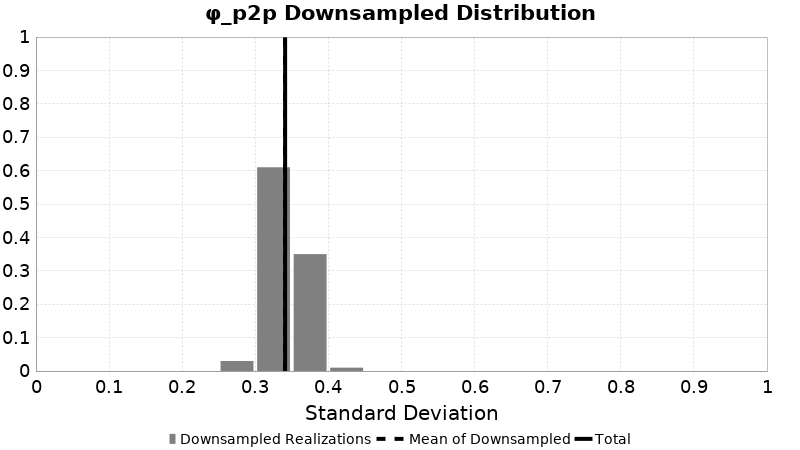 φ_p2p Downsampled Distribution
1
0.9
0.8
0.7
0.6
0.5
0.4
0.3
0.2
0.1
0
0 0.1 0.2 0.3 0.4 0.5 0.6 0.7 0.8 0.9 1
Standard Deviation
Downsampled Realizations Mean of Downsampled Total